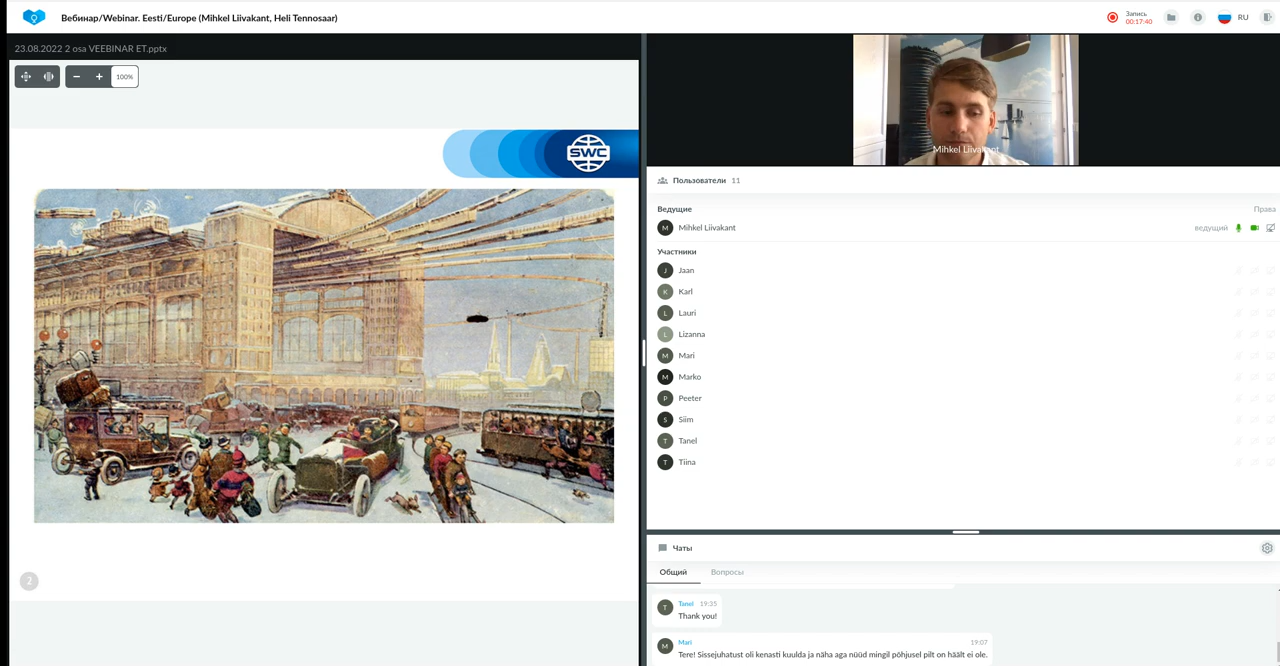 Вебинар/Webinar. Eesti/Europe (Mihkel Liivakant, Heli Tennosaar)
Запись
00:17:40
RU
23.08.2022 2 osa VEEBINAR ET.pptx
100%
SWC
2
Mihkel Liivakant
Пользователи 11
Ведущие Права
M Mihkel Liivakant ведущий
Участники
J Jaan
K Karl
L Lauri
L Lizanna
M Mari
M Marko
P Peeter
S Siim
T Tanel
T Tiina
Чаты
Общий Вопросы
T Tanel 19:35
Thank you!
M Mari 19:07
Tere! Sissejuhatust oli kenasti kuulda ja näha aga nüüd mingil põhjusel pilt on häält ei ole.